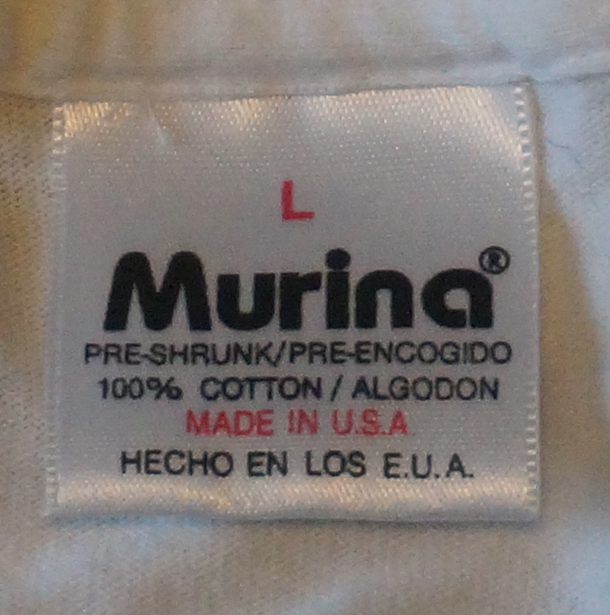 L
Murina®
PRE-SHRUNK/PRE-ENCOGIDO
100% COTTON / ALGODON
MADE IN U.S.A
HECHO EN LOS E.U.A.